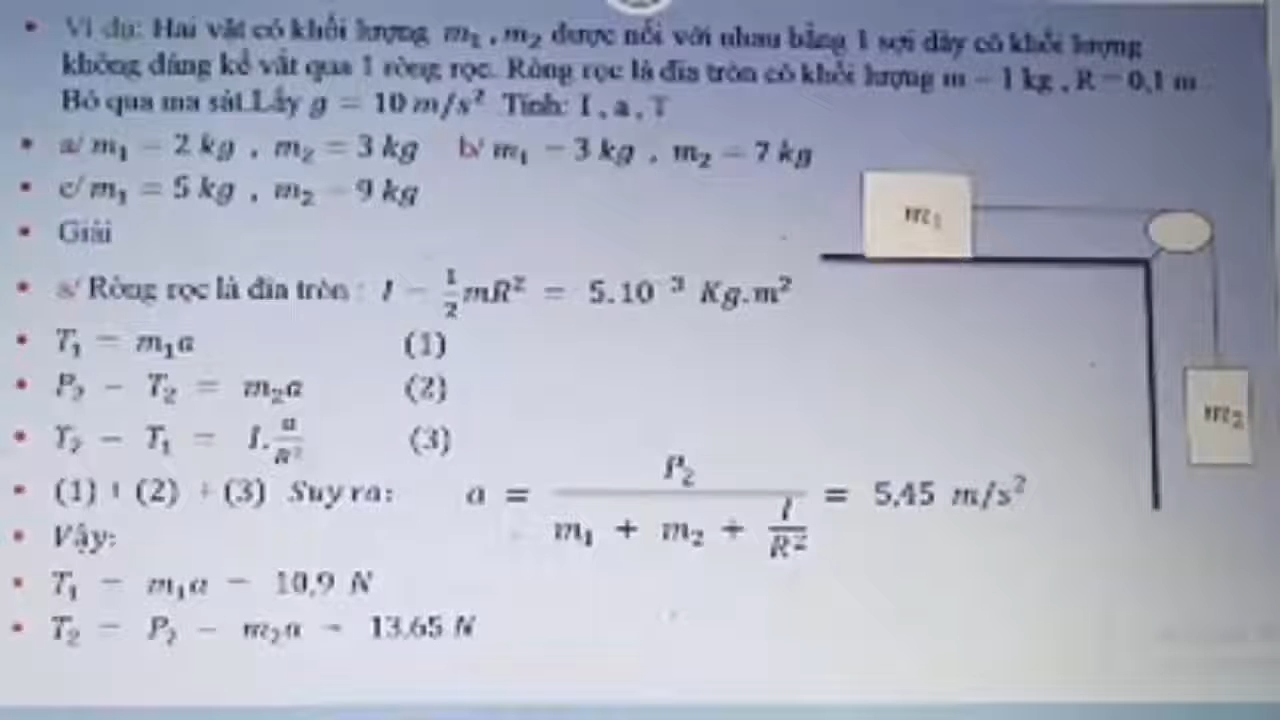 Ví dụ: Hai vật có khối lượng m₁ , m₂ được nối với nhau bằng 1 sợi dây có khối lượng
không đáng kể vắt qua 1 ròng rọc. Ròng rọc là đĩa tròn có khối lượng m = 1 kg , R = 0,1 m .
Bỏ qua ma sát.Lấy g = 10 m/s² Tính: I , a , T
a/ m₁ = 2 kg , m₂ = 3 kg b/ m₁ = 3 kg , m₂ = 7 kg
c/ m₁ = 5 kg , m₂ = 9 kg
Giải
a/ Ròng rọc là đĩa tròn : I = 1/2 mR² = 5.10⁻³ Kg.m²
T₁ = m₁a (1)
P₂ − T₂ = m₂a (2)
T₂ − T₁ = I.a/R² (3)
(1) + (2) + (3) Suy ra: a = P₂/(m₁ + m₂ + I/R²) = 5,45 m/s²
Vậy:
T₁ = m₁a = 10,9 N
T₂ = P₂ − m₂a = 13.65 N
m₁
m₂